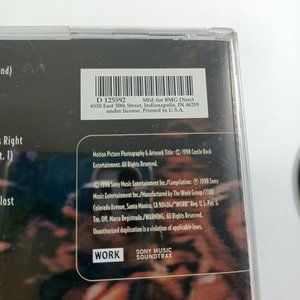 nd)
D 125592 Mfd. for BMG Direct
6550 East 30th Street, Indianapolis, IN 46219
under license. Printed in U.S.A.
s Right
t. I)
lost
Motion Picture Photography & Artwork Title: © 1998 Castle Rock
Entertainment. All Rights Reserved.
© 1998 Sony Music Entertainment Inc./Compilation: ℗ 1998 Sony
Music Entertainment Inc./Manufactured by The Work Group/2100
Colorado Avenue, Santa Monica, CA 90404/"WORK" Reg. U.S. Pat. &
Tm. Off. Marca Registrada./WARNING: All Rights Reserved.
Unauthorized duplication is a violation of applicable laws.
WORK
SONY MUSIC
SOUNDTRAX